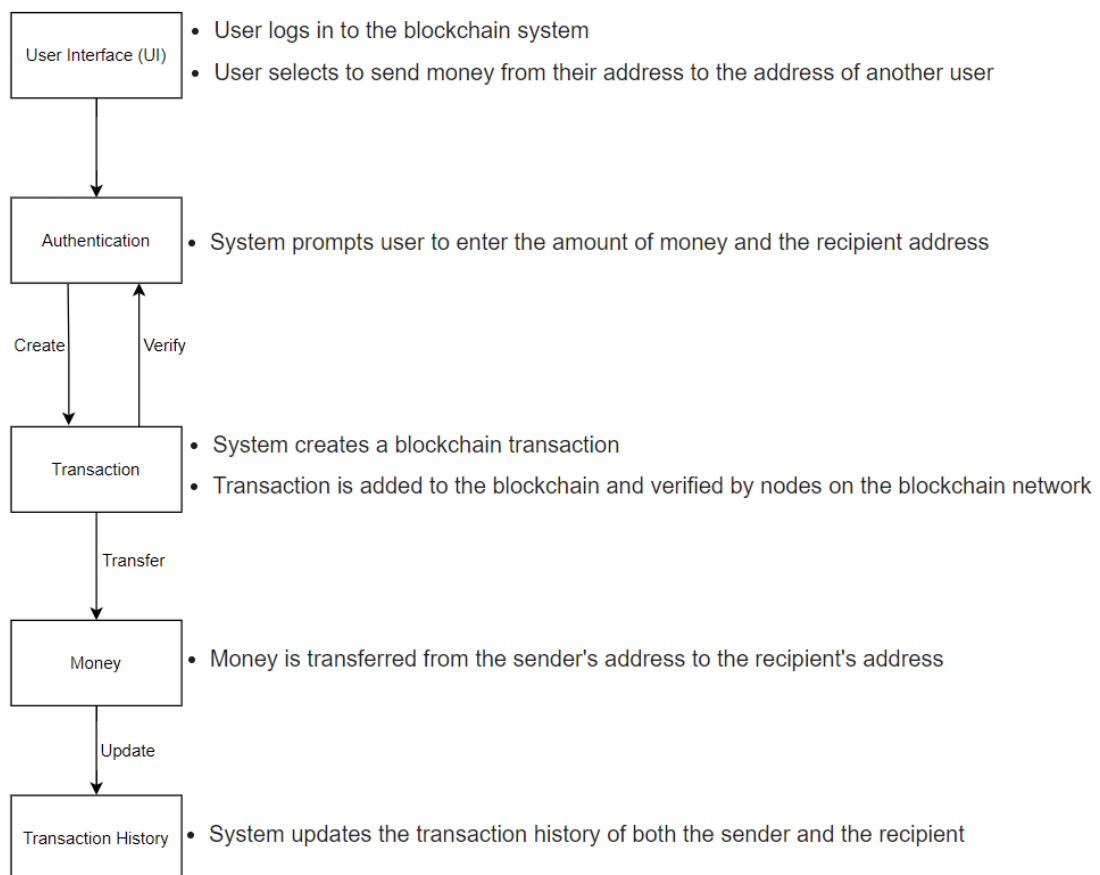 User Interface (UI)
• User logs in to the blockchain system
• User selects to send money from their address to the address of another user
Authentication
• System prompts user to enter the amount of money and the recipient address
Create
Verify
Transaction
• System creates a blockchain transaction
• Transaction is added to the blockchain and verified by nodes on the blockchain network
Transfer
Money
• Money is transferred from the sender's address to the recipient's address
Update
Transaction History
• System updates the transaction history of both the sender and the recipient